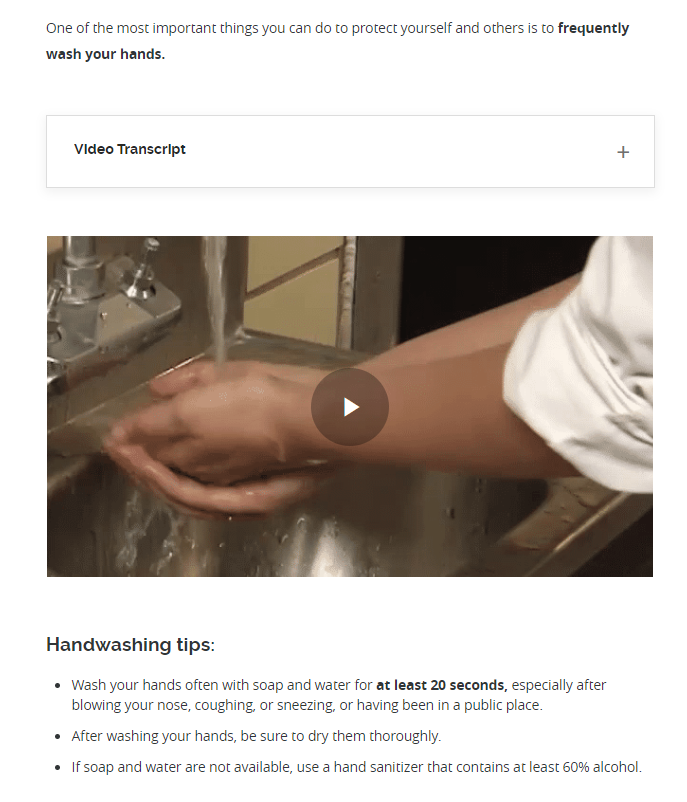 One of the most important things you can do to protect yourself and others is to frequently
wash your hands.
Video Transcript
Handwashing tips:
Wash your hands often with soap and water for at least 20 seconds, especially after
blowing your nose, coughing, or sneezing, or having been in a public place.
After washing your hands, be sure to dry them thoroughly.
If soap and water are not available, use a hand sanitizer that contains at least 60% alcohol.